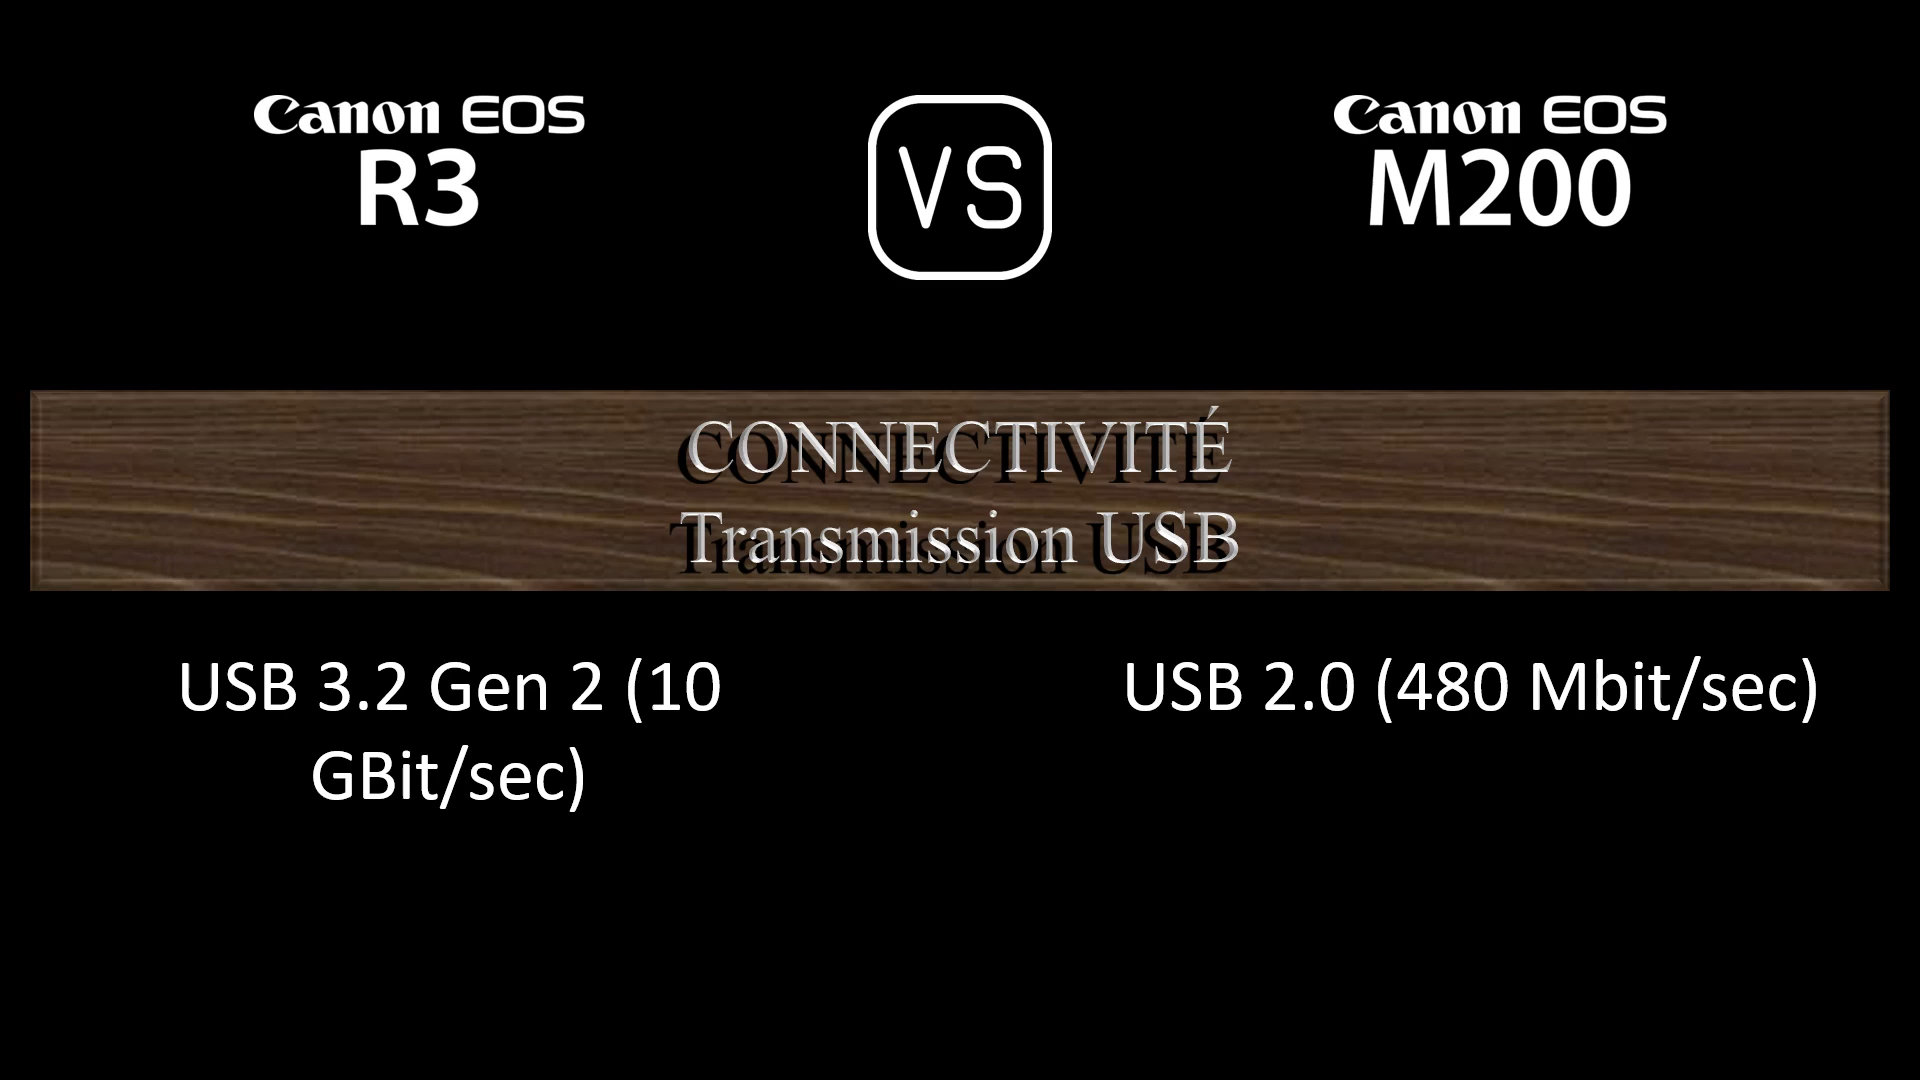 Canon EOS
R3
VS
Canon EOS
M200
CONNECTIVITÉ
Transmission USB
USB 3.2 Gen 2 (10
GBit/sec)
USB 2.0 (480 Mbit/sec)